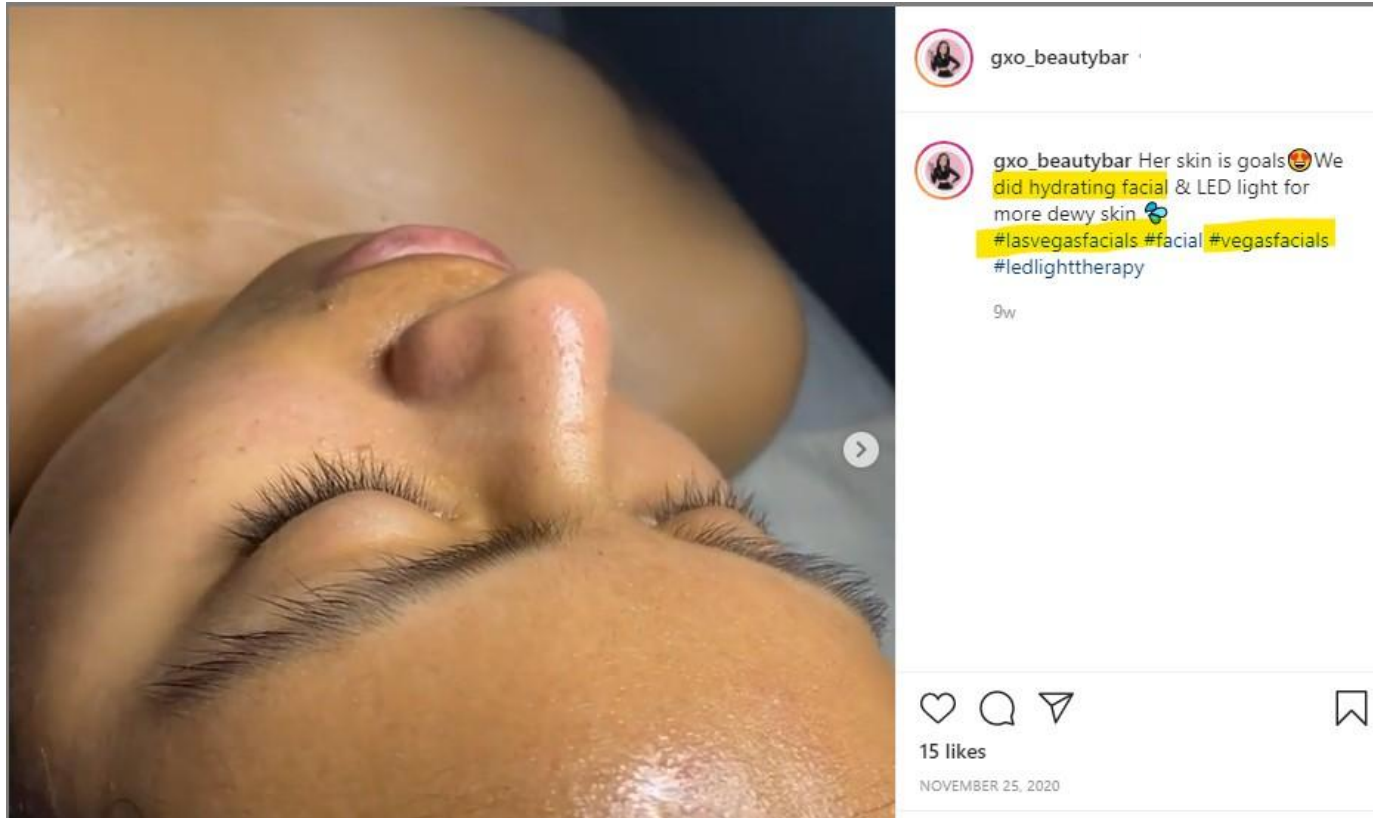 gxo_beautybar
gxo_beautybar Her skin is goals😍We
did hydrating facial & LED light for
more dewy skin 💦
#lasvegasfacials #facial #vegasfacials
#ledlighttherapy
9w
15 likes
NOVEMBER 25, 2020